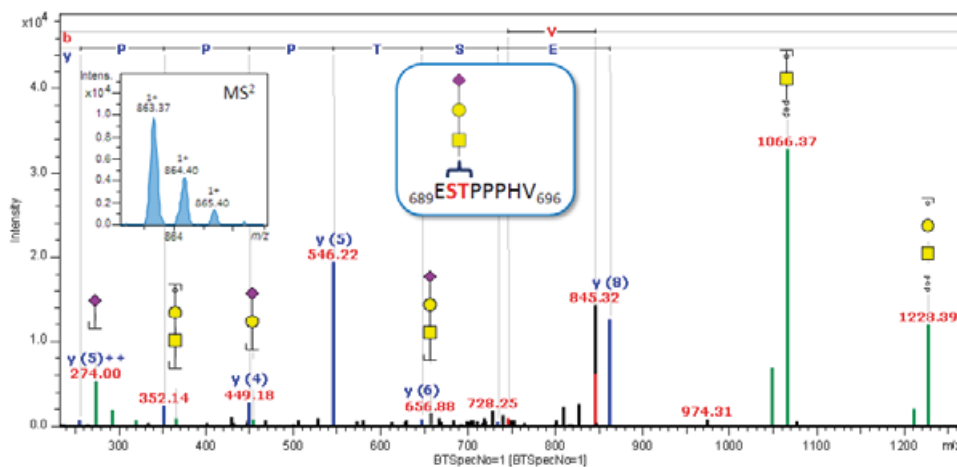 x10⁴
b
V
y
P
P
P
T
S
E
Intens.
x10⁴
MS²
1+
863.37
1+
864.40
1+
865.40
1.0
0.8
0.6
0.4
0.2
0.0
864
m/z
689ESTPPPHV696
4.0
3.0
2.0
1.0
0.0
Intensity
pep
1066.37
pep
1228.39
y (5)
546.22
y (8)
845.32
y (5)++
274.00
352.14
y (4)
449.18
y (6)
656.88
728.25
974.31
300
400
500
600
700
800
900
1000
1100
1200
m/z
BTSpecNo=1 [BTSpecNo=1]